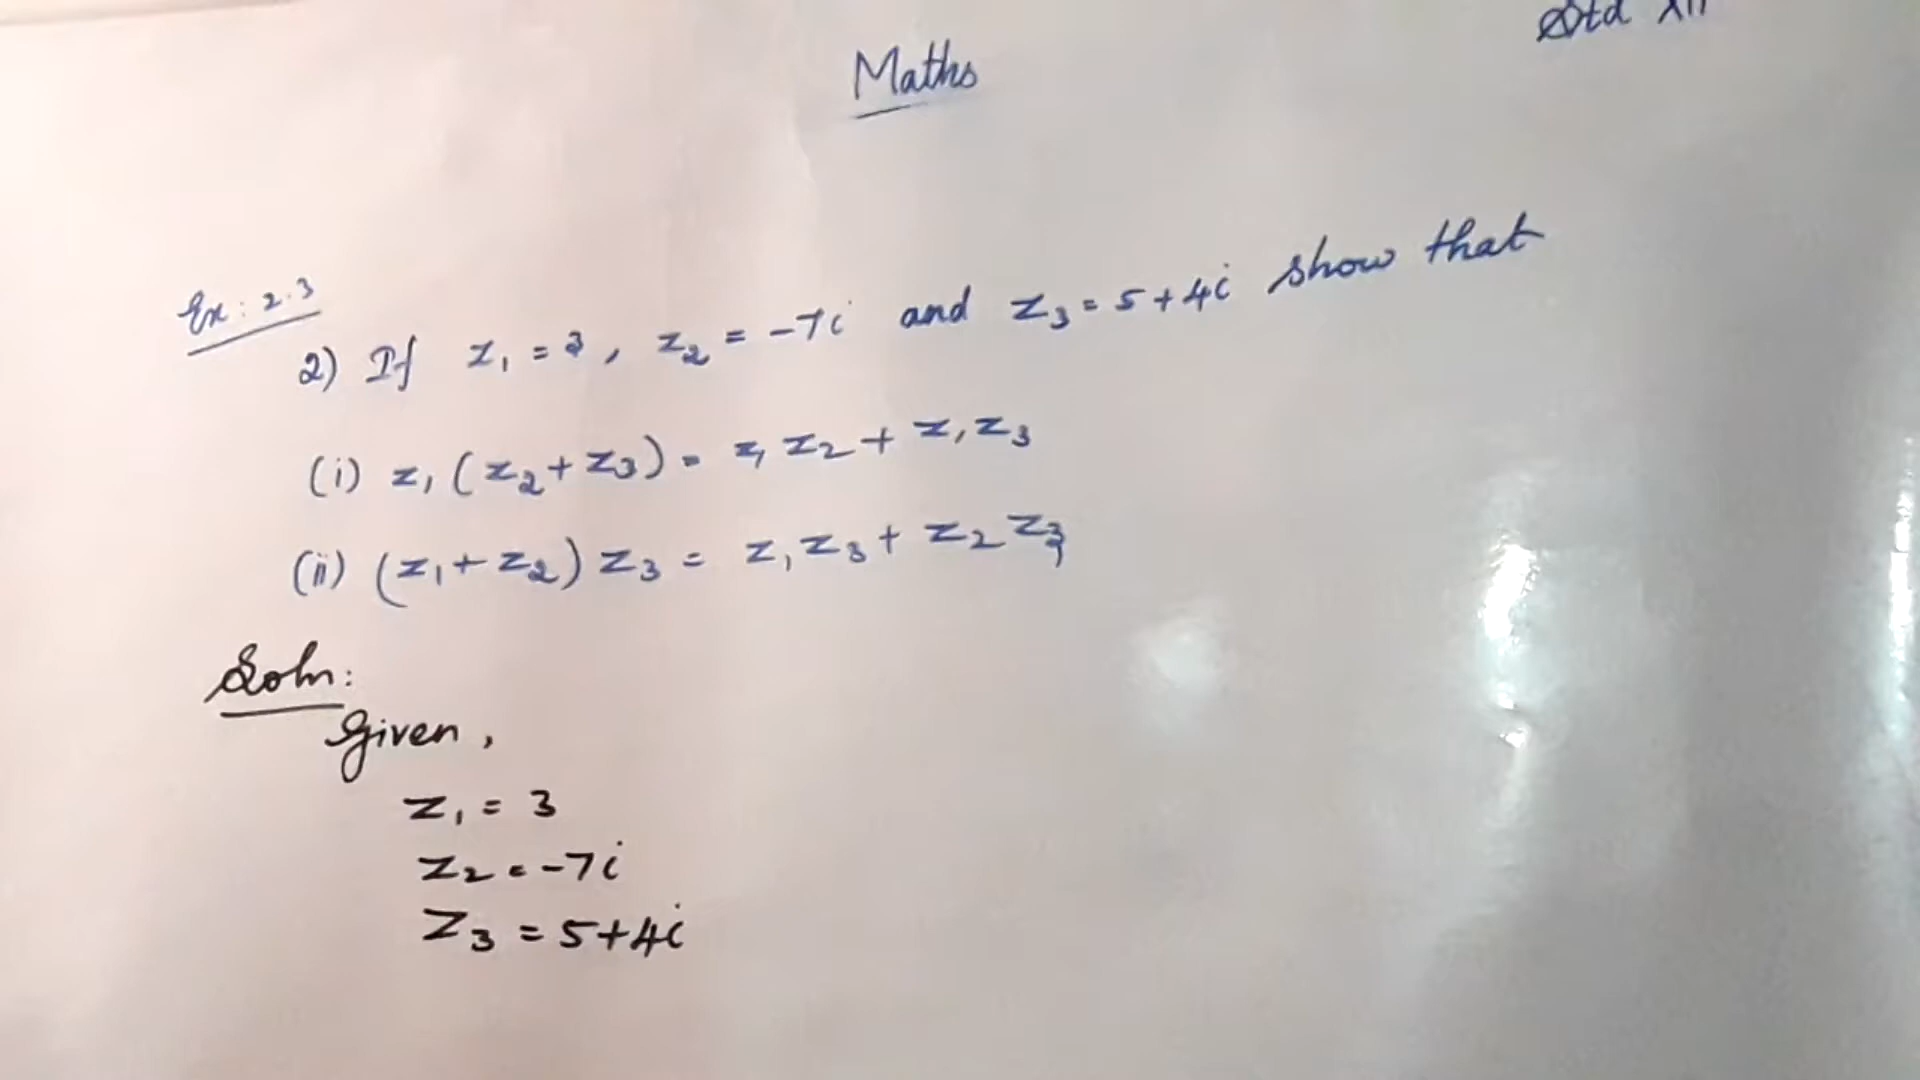 Std XII
Maths
Ex: 2.3
2) If z₁ = 3, z₂ = -7i and z₃ = 5+4i show that
(i) z₁(z₂+z₃) = z₁z₂ + z₁z₃
(ii) (z₁+z₂)z₃ = z₁z₃ + z₂z₃
Soln:
Given,
z₁ = 3
z₂ = -7i
z₃ = 5+4i